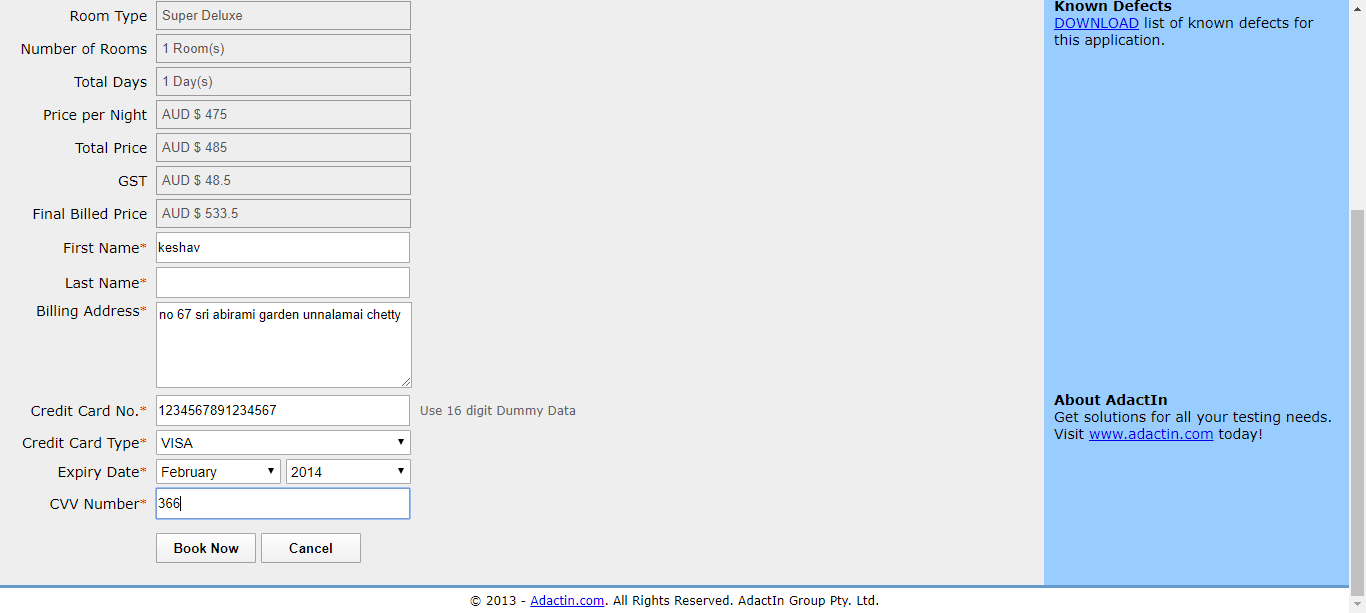 Room Type Super Deluxe
Number of Rooms 1 Room(s)
Total Days 1 Day(s)
Price per Night AUD $ 475
Total Price AUD $ 485
GST AUD $ 48.5
Final Billed Price AUD $ 533.5
First Name* keshav
Last Name*
Billing Address* no 67 sri abirami garden unnalamai chetty
Credit Card No.* 1234567891234567 Use 16 digit Dummy Data
Credit Card Type* VISA
Expiry Date* February 2014
CVV Number* 366
Book Now Cancel
Known Defects
DOWNLOAD list of known defects for
this application.
About AdactIn
Get solutions for all your testing needs.
Visit www.adactin.com today!
© 2013 - Adactin.com. All Rights Reserved. AdactIn Group Pty. Ltd.